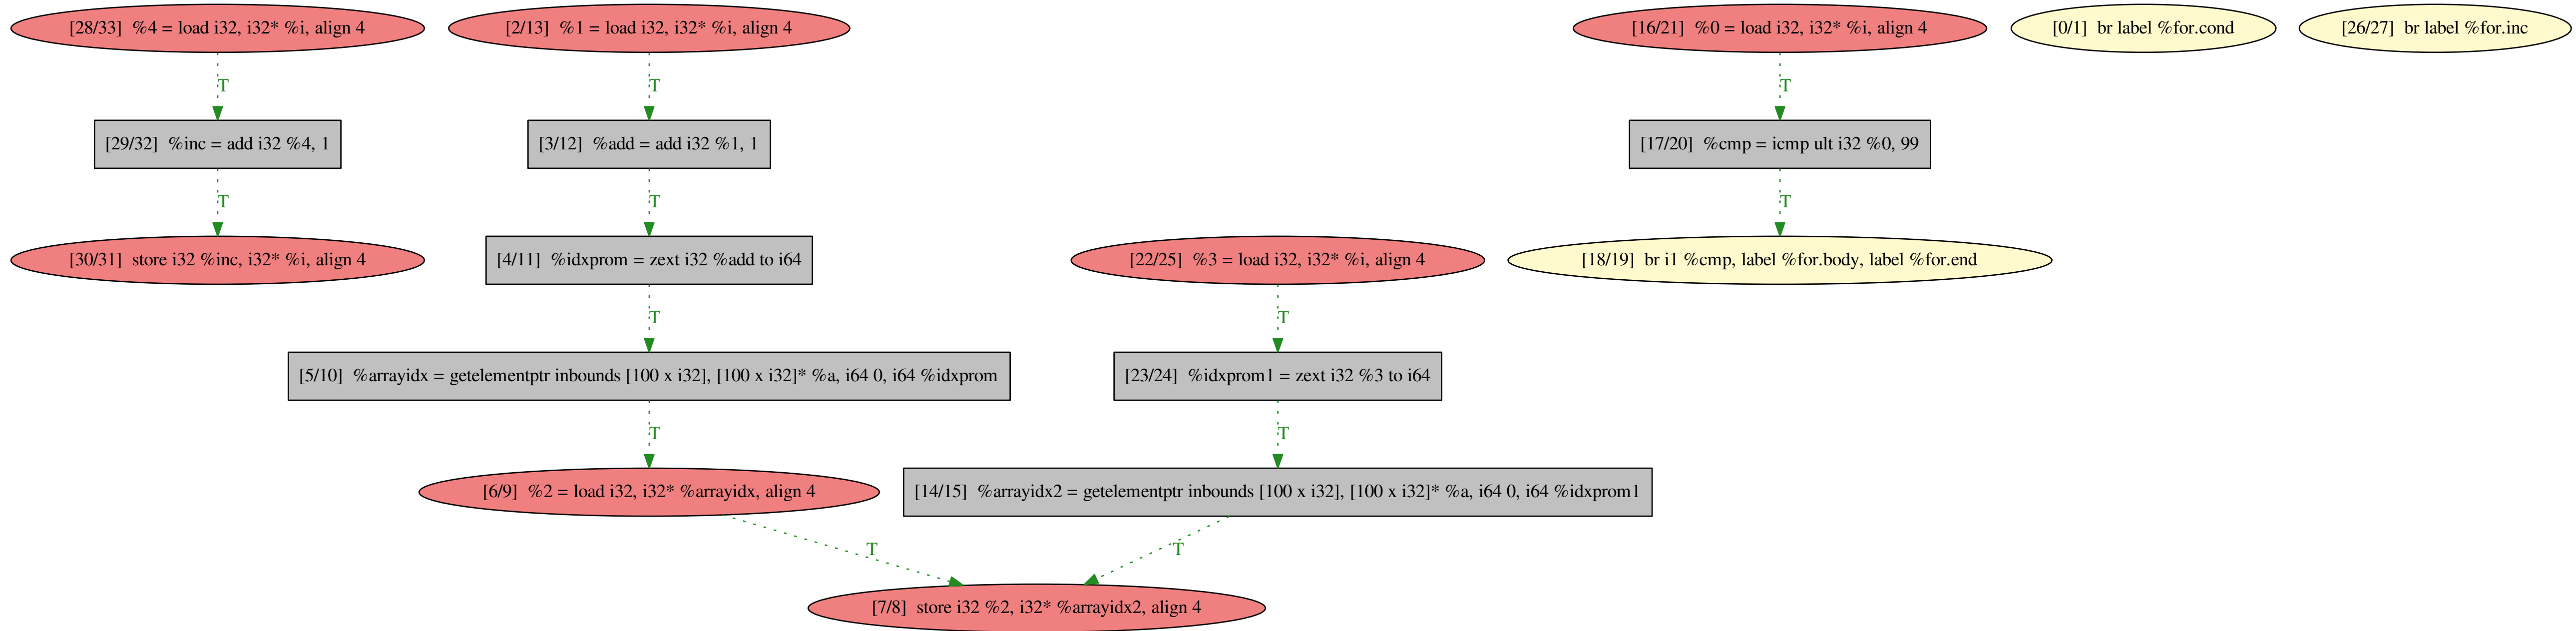 [28/33]  %4 = load i32, i32* %i, align 4
[2/13]  %1 = load i32, i32* %i, align 4
[16/21]  %0 = load i32, i32* %i, align 4
[0/1]  br label %for.cond
[26/27]  br label %for.inc
T
T
T
[29/32]  %inc = add i32 %4, 1
[3/12]  %add = add i32 %1, 1
[17/20]  %cmp = icmp ult i32 %0, 99
T
T
T
[30/31]  store i32 %inc, i32* %i, align 4
[4/11]  %idxprom = zext i32 %add to i64
[22/25]  %3 = load i32, i32* %i, align 4
[18/19]  br i1 %cmp, label %for.body, label %for.end
T
T
[5/10]  %arrayidx = getelementptr inbounds [100 x i32], [100 x i32]* %a, i64 0, i64 %idxprom
[23/24]  %idxprom1 = zext i32 %3 to i64
T
T
[6/9]  %2 = load i32, i32* %arrayidx, align 4
[14/15]  %arrayidx2 = getelementptr inbounds [100 x i32], [100 x i32]* %a, i64 0, i64 %idxprom1
T
T
[7/8]  store i32 %2, i32* %arrayidx2, align 4